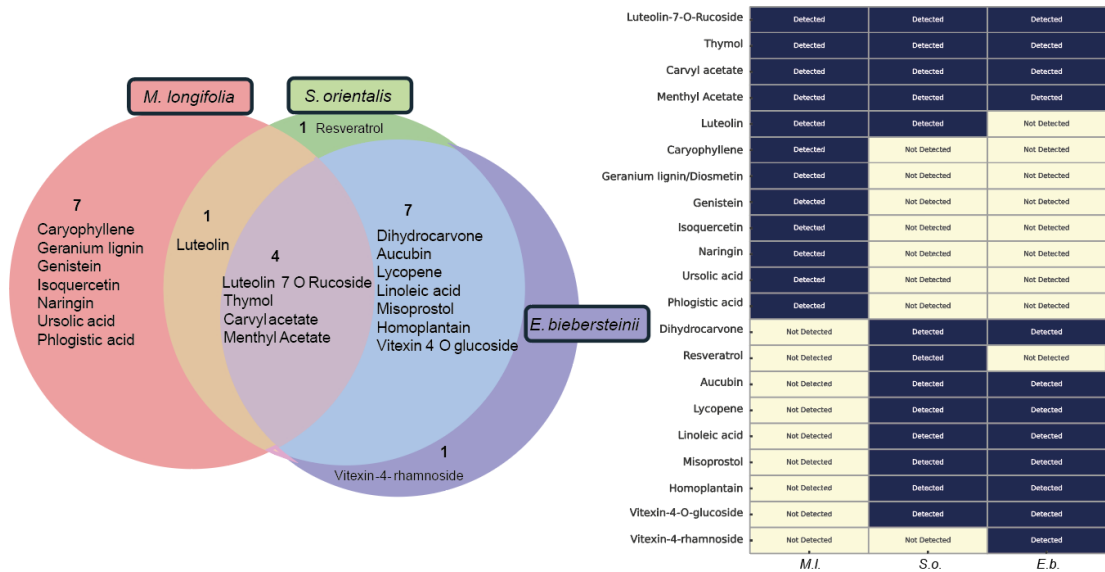 M. longifolia
S. orientalis
1 Resveratrol
7
Caryophyllene
Geranium lignin
Genistein
Isoquercetin
Naringin
Ursolic acid
Phlogistic acid
1
Luteolin
4
Luteolin 7 O Rucoside
Thymol
Carvyl acetate
Menthyl Acetate
7
Dihydrocarvone
Aucubin
Lycopene
Linoleic acid
Misoprostol
Homoplantain
Vitexin 4 O glucoside
E. biebersteinii
1
Vitexin-4- rhamnoside
Luteolin-7-O-Rucoside Detected Detected Detected
Thymol Detected Detected Detected
Carvyl acetate Detected Detected Detected
Menthyl Acetate Detected Detected Detected
Luteolin Detected Detected Not Detected
Caryophyllene Detected Not Detected Not Detected
Geranium lignin/Diosmetin Detected Not Detected Not Detected
Genistein Detected Not Detected Not Detected
Isoquercetin Detected Not Detected Not Detected
Naringin Detected Not Detected Not Detected
Ursolic acid Detected Not Detected Not Detected
Phlogistic acid Detected Not Detected Not Detected
Dihydrocarvone Not Detected Detected Detected
Resveratrol Not Detected Detected Not Detected
Aucubin Not Detected Detected Detected
Lycopene Not Detected Detected Detected
Linoleic acid Not Detected Detected Detected
Misoprostol Not Detected Detected Detected
Homoplantain Not Detected Detected Detected
Vitexin-4-O-glucoside Not Detected Detected Detected
Vitexin-4-rhamnoside Not Detected Not Detected Detected
M.l. S.o. E.b.